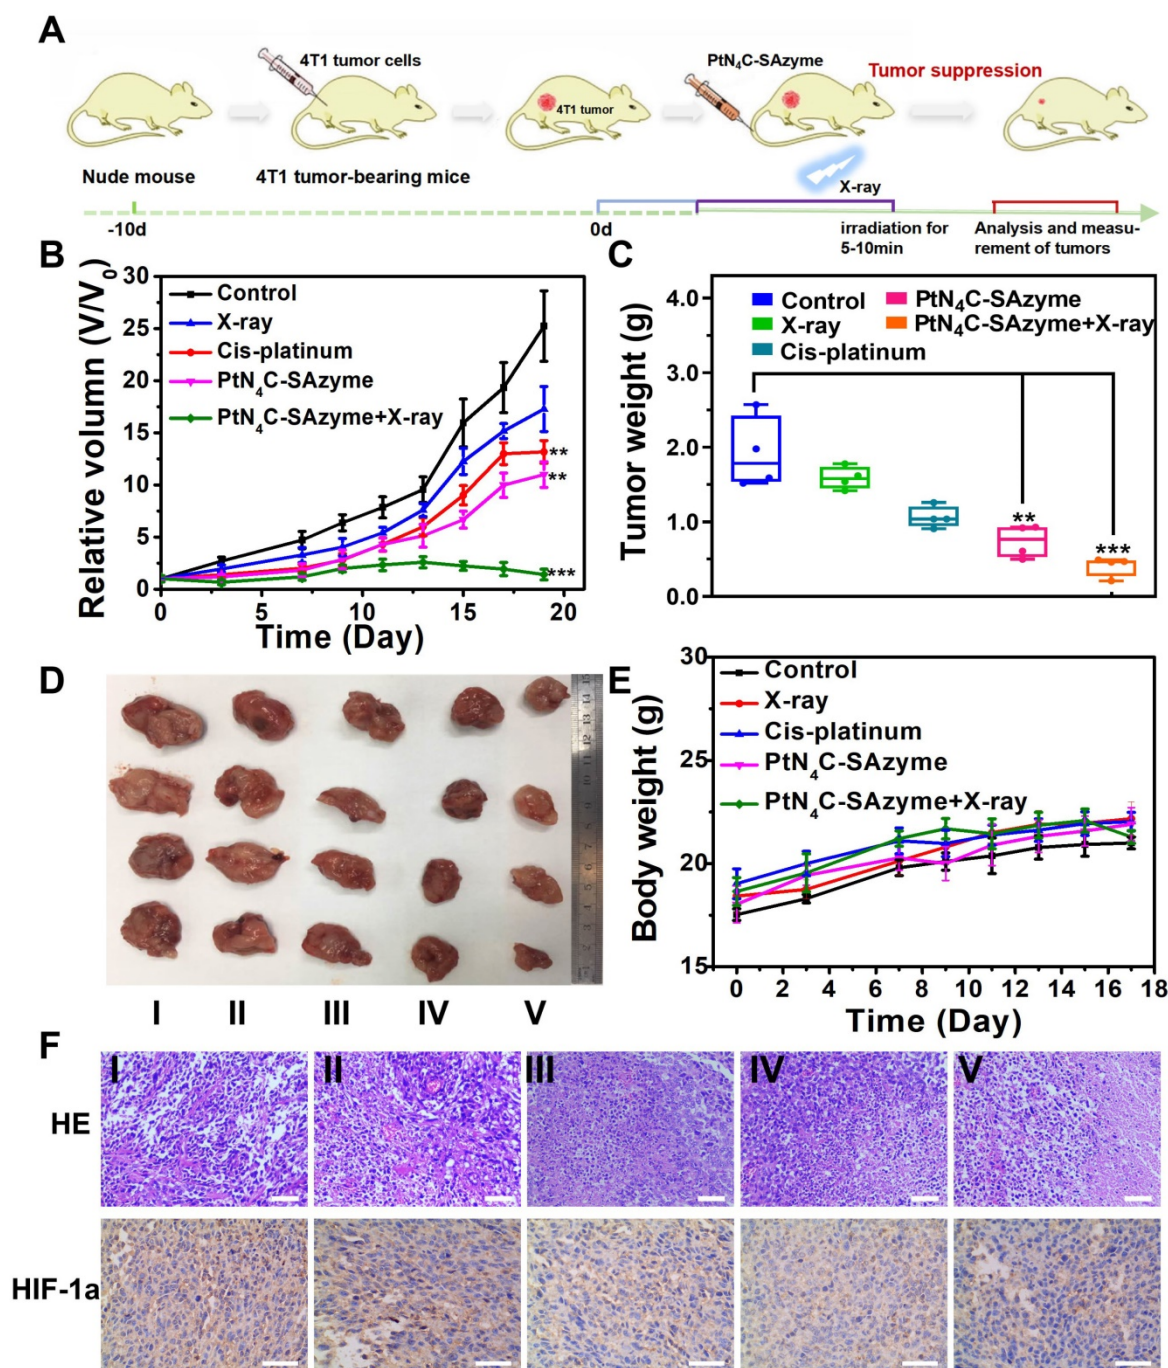 A
4T1 tumor cells
PtN4C-SAzyme
Tumor suppression
4T1 tumor
Nude mouse
4T1 tumor-bearing mice
X-ray
-10d
0d
irradiation for
5-10min
Analysis and measu-
rement of tumors
B
Relative volumn (V/V0)
30
25
20
15
10
5
0
Control
X-ray
Cis-platinum
PtN4C-SAzyme
PtN4C-SAzyme+X-ray
**
**
***
0 5 10 15 20
Time (Day)
C
Tumor weight (g)
4.0
3.0
2.0
1.0
0.0
Control
X-ray
Cis-platinum
PtN4C-SAzyme
PtN4C-SAzyme+X-ray
**
***
D
I II III IV V
E
Body weight (g)
30
25
20
15
Control
X-ray
Cis-platinum
PtN4C-SAzyme
PtN4C-SAzyme+X-ray
0 2 4 6 8 10 12 14 16 18
Time (Day)
F
I II III IV V
HE
HIF-1a